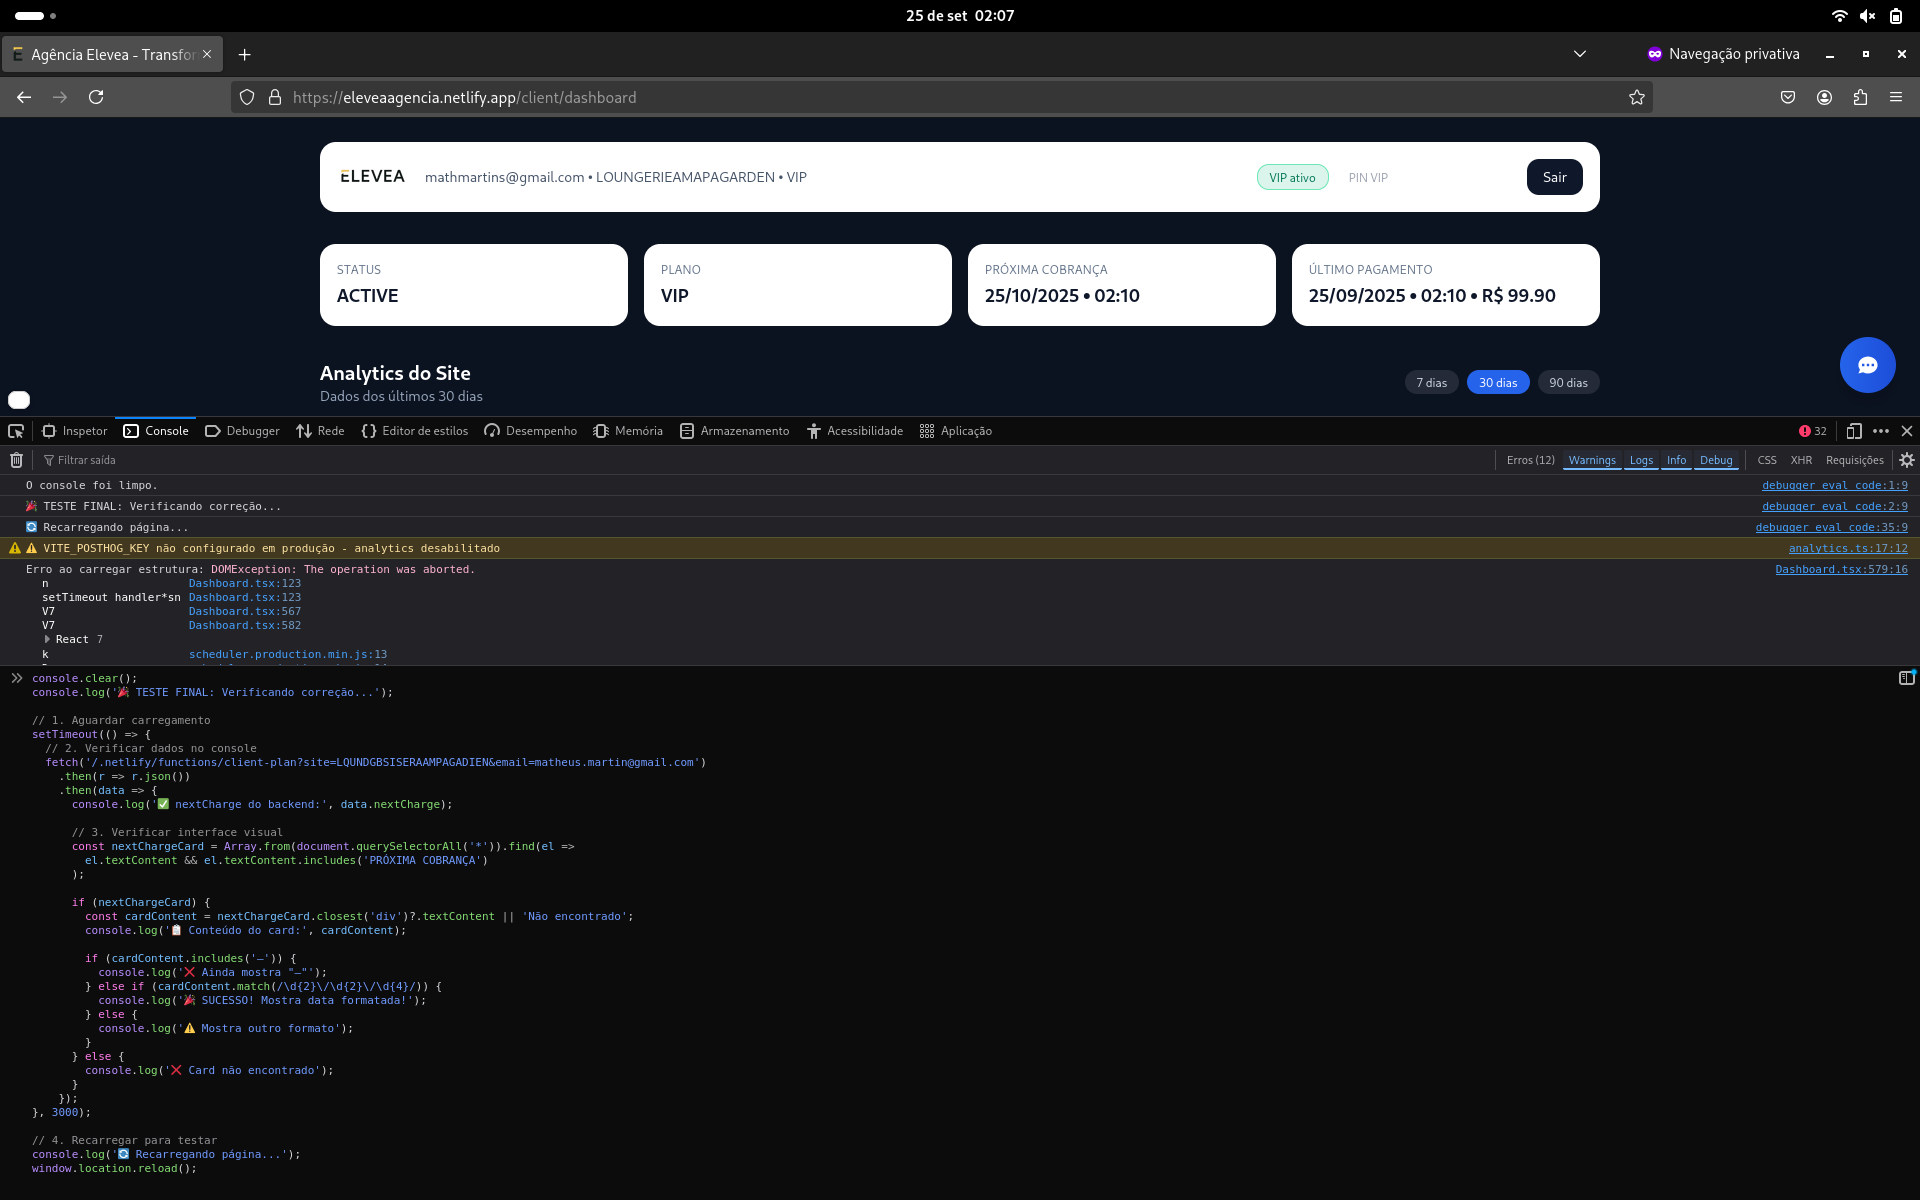 25 de set 02:07
Agência Elevea - Transfor
Navegação privativa
https://eleveaagencia.netlify.app/client/dashboard
ELEVEA
mathmartins@gmail.com • LOUNGERIEAMAPAGARDEN • VIP
VIP ativo
PIN VIP
Sair
STATUS
ACTIVE
PLANO
VIP
PRÓXIMA COBRANÇA
25/10/2025 • 02:10
ÚLTIMO PAGAMENTO
25/09/2025 • 02:10 • R$ 99.90
Analytics do Site
Dados dos últimos 30 dias
7 dias
30 dias
90 dias
Inspetor
Console
Debugger
Rede
Editor de estilos
Desempenho
Memória
Armazenamento
Acessibilidade
Aplicação
32
Filtrar saída
Erros (12)
Warnings
Logs
Info
Debug
CSS
XHR
Requisições
O console foi limpo. debugger eval code:1:9
🎉 TESTE FINAL: Verificando correção... debugger eval code:2:9
🔄 Recarregando página... debugger eval code:35:9
⚠️ VITE_POSTHOG_KEY não configurado em produção - analytics desabilitado analytics.ts:17:12
Erro ao carregar estrutura: DOMException: The operation was aborted. Dashboard.tsx:579:16
n Dashboard.tsx:123
setTimeout handler*sn Dashboard.tsx:123
V7 Dashboard.tsx:567
V7 Dashboard.tsx:582
React 7
k scheduler.production.min.js:13
console.clear();
console.log('🎉 TESTE FINAL: Verificando correção...');
// 1. Aguardar carregamento
setTimeout(() => {
// 2. Verificar dados no console
fetch('/.netlify/functions/client-plan?site=LQUNDGBSISERAAMPAGADIEN&email=matheus.martin@gmail.com')
.then(r => r.json())
.then(data => {
console.log('✅ nextCharge do backend:', data.nextCharge);
// 3. Verificar interface visual
const nextChargeCard = Array.from(document.querySelectorAll('*')).find(el =>
el.textContent && el.textContent.includes('PRÓXIMA COBRANÇA')
);
if (nextChargeCard) {
const cardContent = nextChargeCard.closest('div')?.textContent || 'Não encontrado';
console.log('📋 Conteúdo do card:', cardContent);
if (cardContent.includes('—')) {
console.log('❌ Ainda mostra "—"');
} else if (cardContent.match(/\d{2}\/\d{2}\/\d{4}/)) {
console.log('🎉 SUCESSO! Mostra data formatada!');
} else {
console.log('⚠️ Mostra outro formato');
}
} else {
console.log('❌ Card não encontrado');
}
});
}, 3000);
// 4. Recarregar para testar
console.log('🔄 Recarregando página...');
window.location.reload();